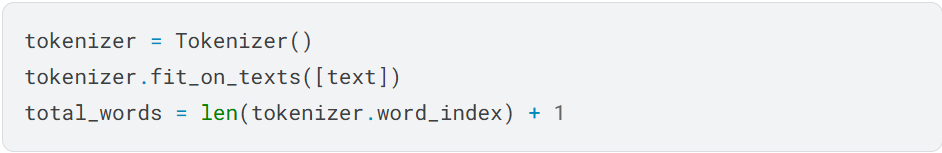 tokenizer = Tokenizer()
tokenizer.fit_on_texts([text])
total_words = len(tokenizer.word_index) + 1